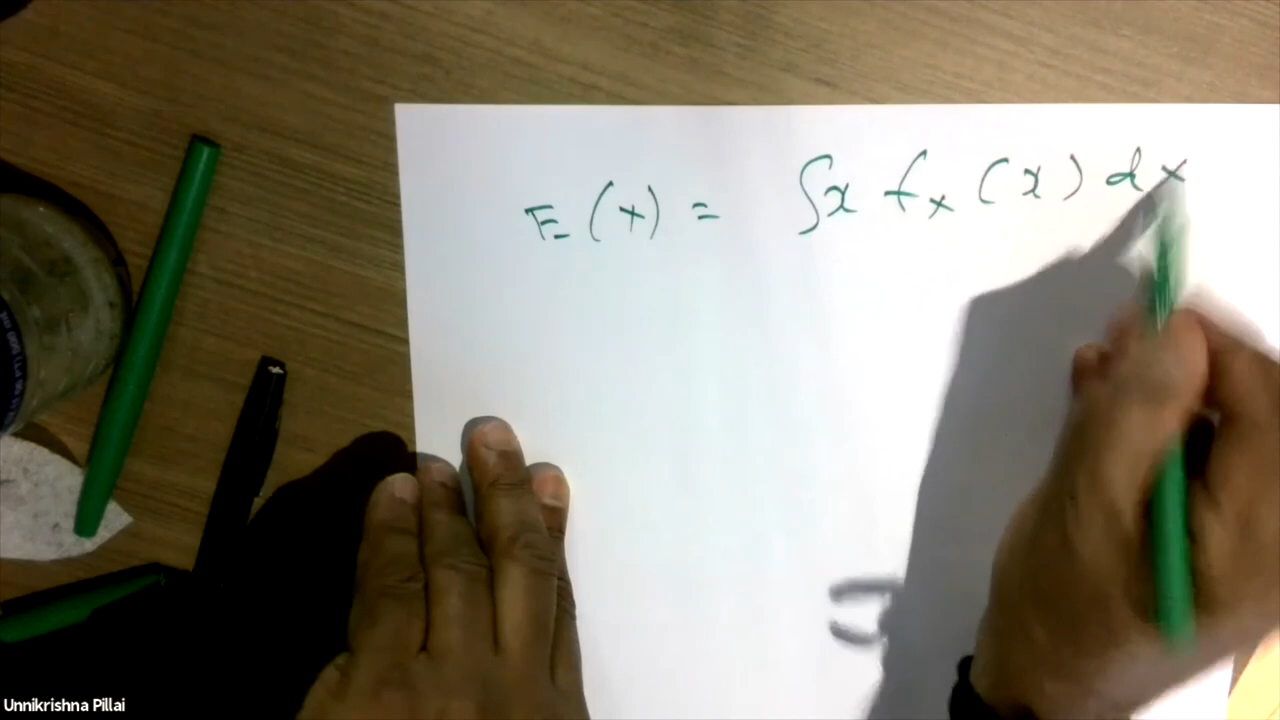 E(x) = ∫x fₓ(x) dx
Unnikrishna Pillai